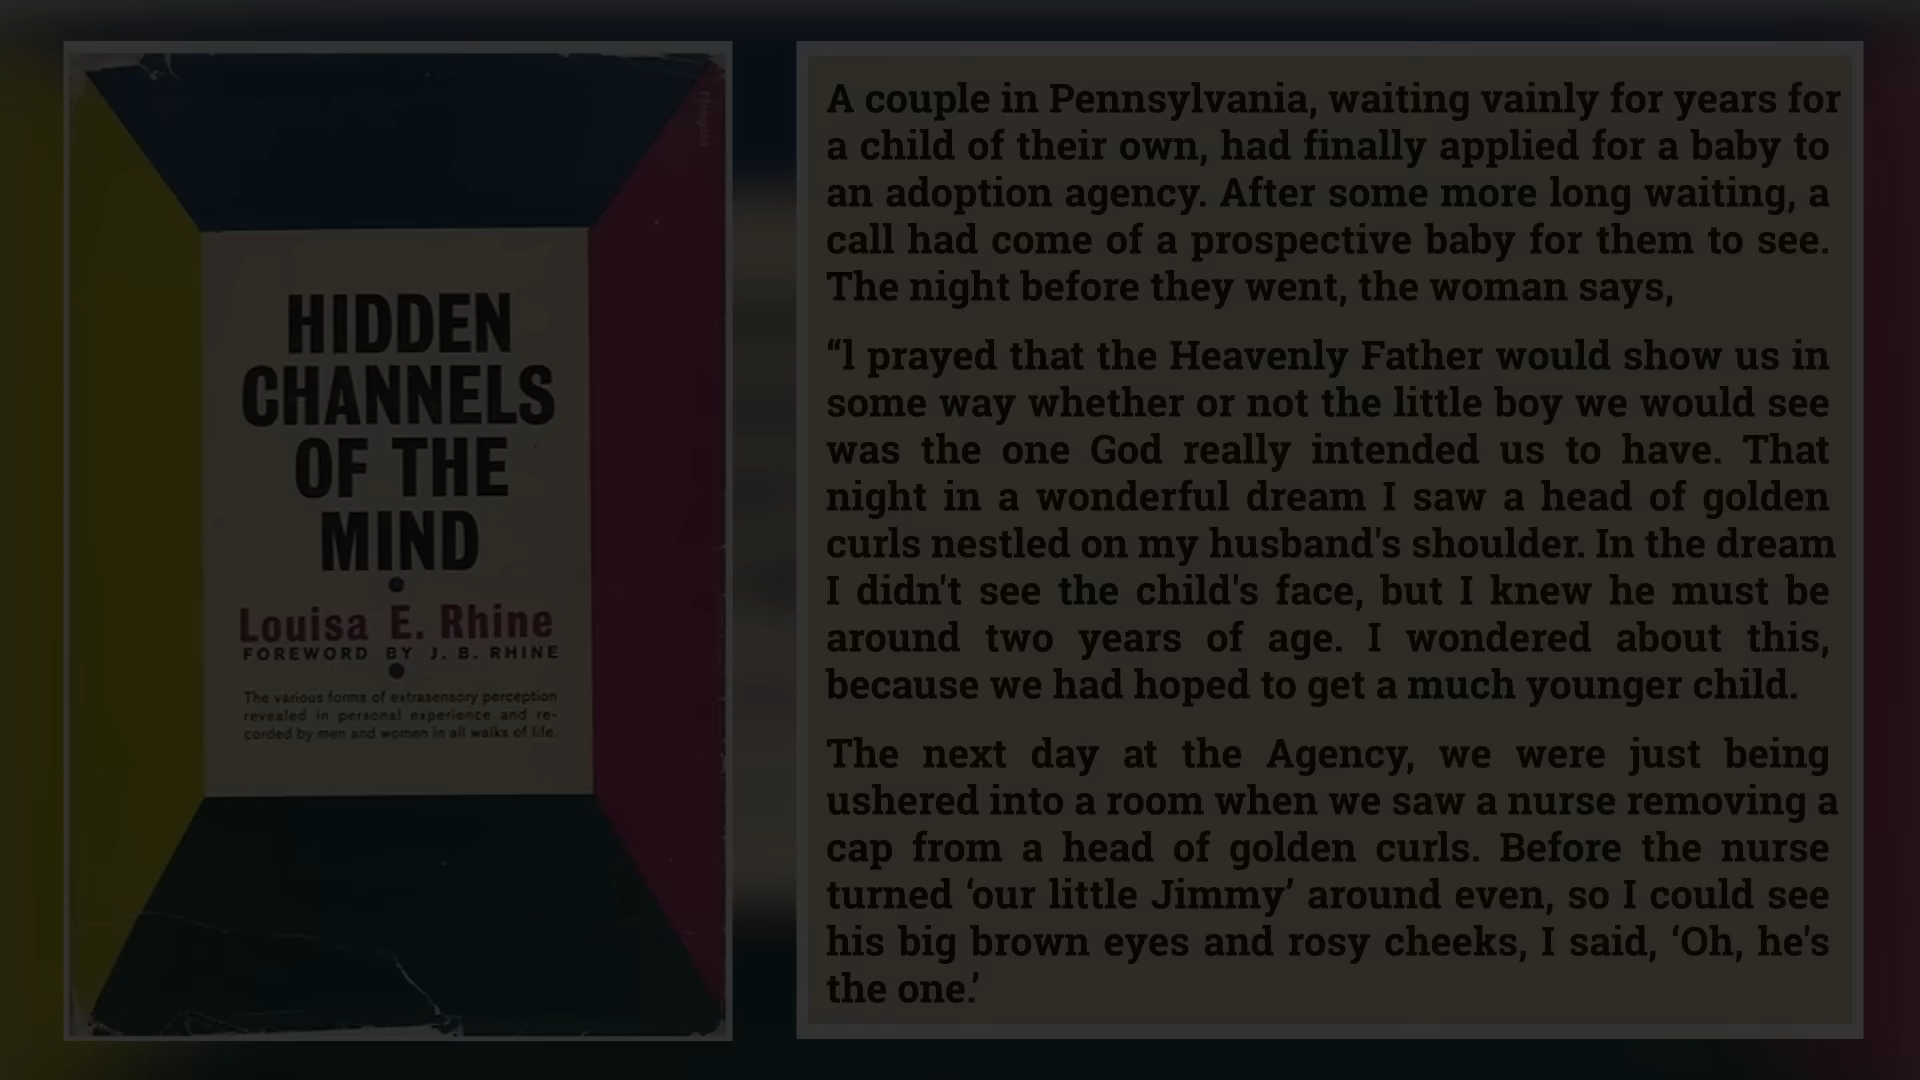 HIDDEN
CHANNELS
OF THE
MIND
Louisa E. Rhine
FOREWORD BY J. B. RHINE
The various forms of extrasensory perception
revealed in personal experience and re-
corded by men and women in all walks of life.
A couple in Pennsylvania, waiting vainly for years for
a child of their own, had finally applied for a baby to
an adoption agency. After some more long waiting, a
call had come of a prospective baby for them to see.
The night before they went, the woman says,
“l prayed that the Heavenly Father would show us in
some way whether or not the little boy we would see
was the one God really intended us to have. That
night in a wonderful dream I saw a head of golden
curls nestled on my husband's shoulder. In the dream
I didn't see the child's face, but I knew he must be
around two years of age. I wondered about this,
because we had hoped to get a much younger child.
The next day at the Agency, we were just being
ushered into a room when we saw a nurse removing a
cap from a head of golden curls. Before the nurse
turned ‘our little Jimmy’ around even, so I could see
his big brown eyes and rosy cheeks, I said, ‘Oh, he's
the one.’